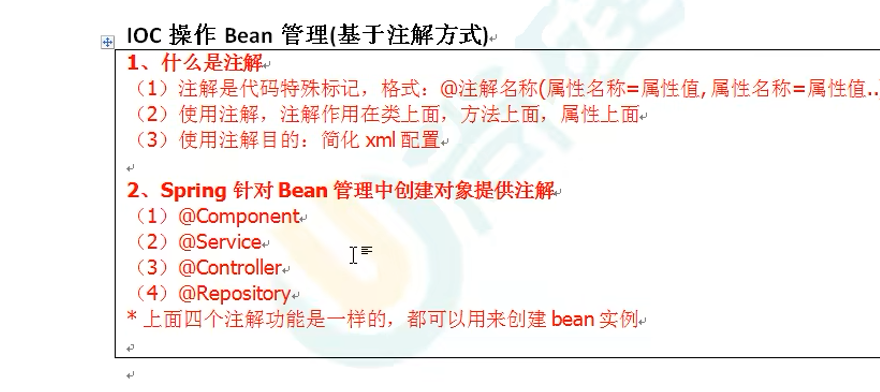 IOC 操作 Bean 管理(基于注解方式)
1、什么是注解
（1）注解是代码特殊标记，格式：@注解名称(属性名称=属性值, 属性名称=属性值..)
（2）使用注解，注解作用在类上面，方法上面，属性上面
（3）使用注解目的：简化 xml 配置
2、Spring 针对 Bean 管理中创建对象提供注解
（1）@Component
（2）@Service
（3）@Controller
（4）@Repository
* 上面四个注解功能是一样的，都可以用来创建 bean 实例